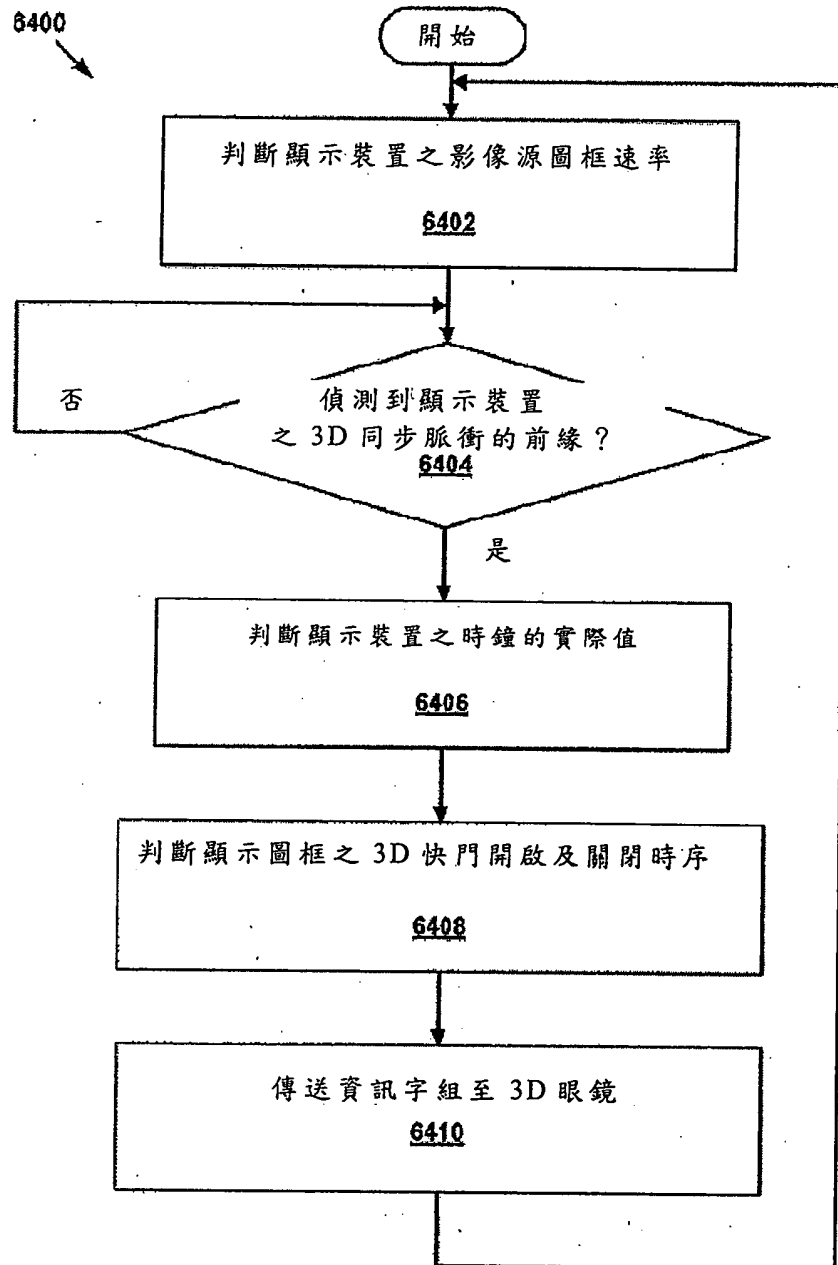 6400
開始
判斷顯示裝置之影像源圖框速率
6402
否
偵測到顯示裝置
之 3D 同步脈衝的前緣？
6404
是
判斷顯示裝置之時鐘的實際值
6406
判斷顯示圖框之 3D 快門開啟及關閉時序
6408
傳送資訊字組至 3D 眼鏡
6410